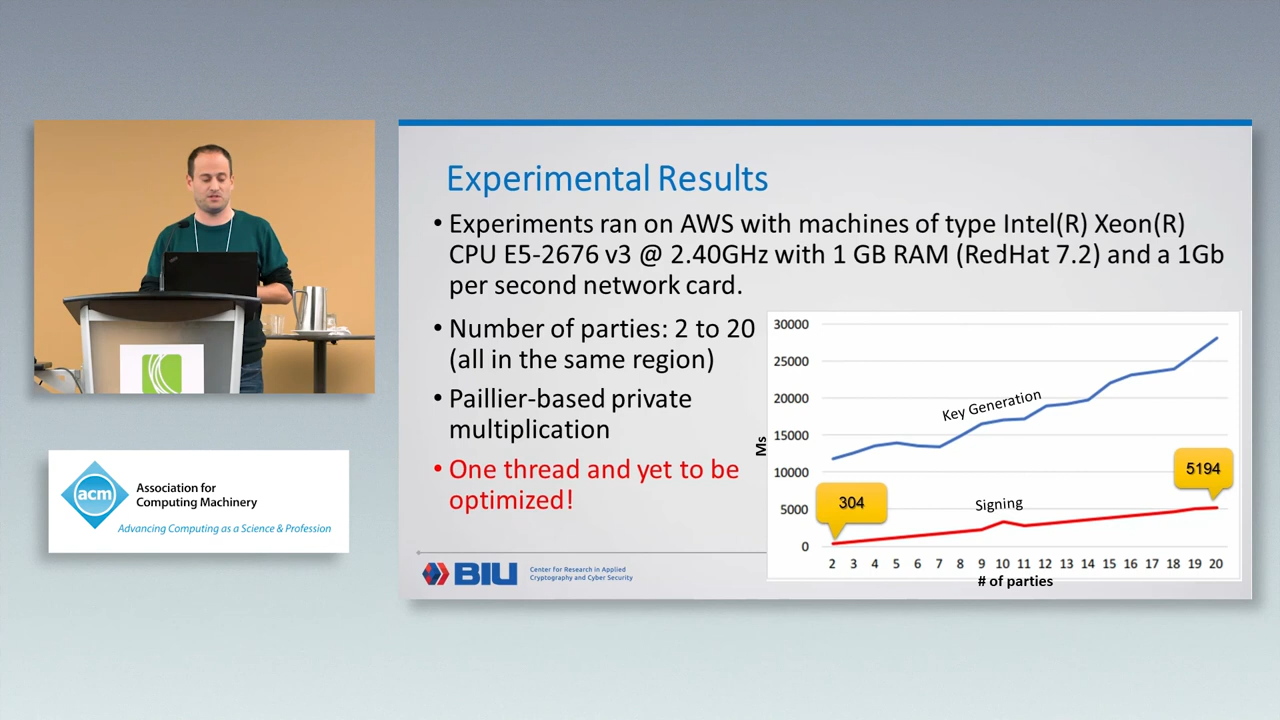 Experimental Results
• Experiments ran on AWS with machines of type Intel(R) Xeon(R)
CPU E5-2676 v3 @ 2.40GHz with 1 GB RAM (RedHat 7.2) and a 1Gb
per second network card.
• Number of parties: 2 to 20
(all in the same region)
• Paillier-based private
multiplication
• One thread and yet to be
optimized!
30000
25000
20000
15000
10000
5000
0
Ms
Key Generation
Signing
304
5194
2 3 4 5 6 7 8 9 10 11 12 13 14 15 16 17 18 19 20
# of parties
BIU
Center for Research in Applied
Cryptography and Cyber Security
acm
Association for
Computing Machinery
Advancing Computing as a Science & Profession